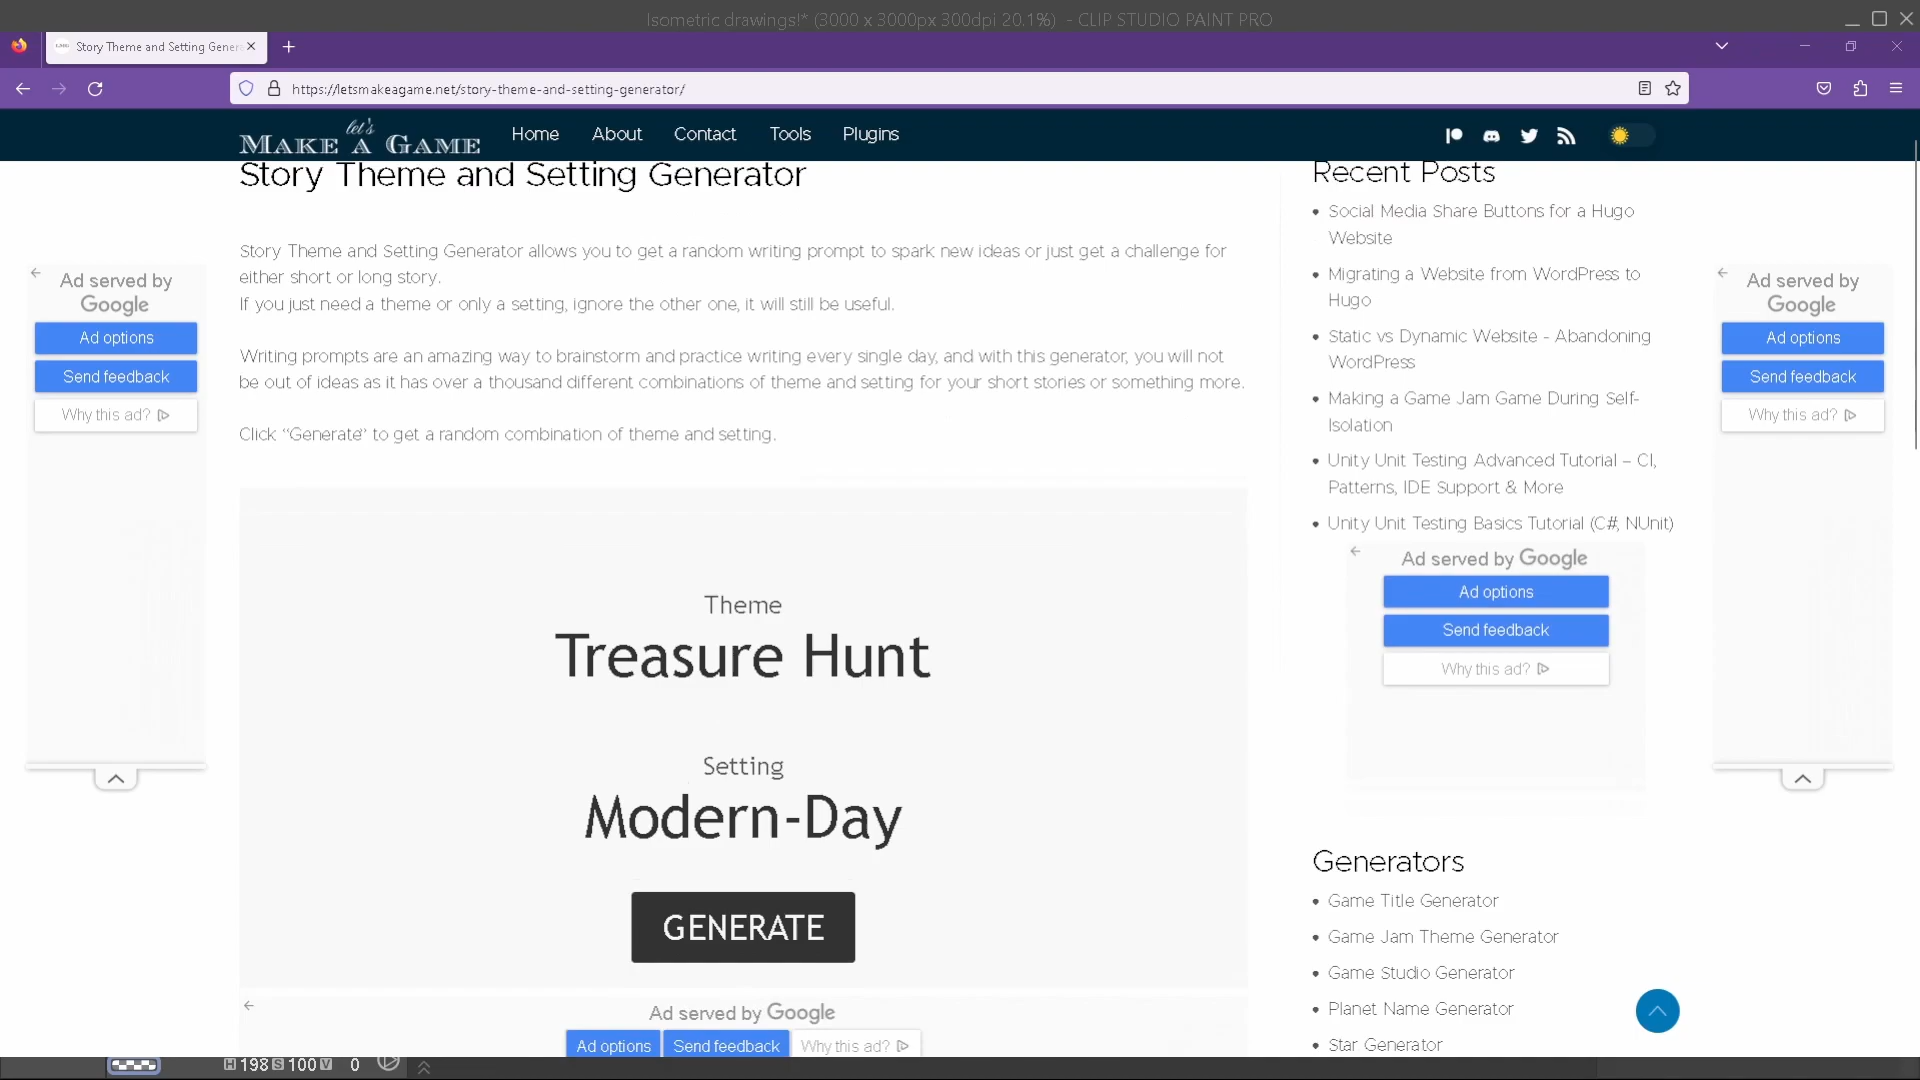 Isometric drawings!* (3000 x 3000px 300dpi 20.1%) - CLIP STUDIO PAINT PRO
Story Theme and Setting Genera
https://letsmakeagame.net/story-theme-and-setting-generator/
let's
MAKE A GAME
Home
About
Contact
Tools
Plugins
Story Theme and Setting Generator
Story Theme and Setting Generator allows you to get a random writing prompt to spark new ideas or just get a challenge for
either short or long story.
If you just need a theme or only a setting, ignore the other one, it will still be useful.
Writing prompts are an amazing way to brainstorm and practice writing every single day, and with this generator, you will not
be out of ideas as it has over a thousand different combinations of theme and setting for your short stories or something more.
Click “Generate” to get a random combination of theme and setting.
Theme
Treasure Hunt
Setting
Modern-Day
GENERATE
Ad served by Google
Ad options
Send feedback
Why this ad?
Ad served by
Google
Ad options
Send feedback
Why this ad?
Recent Posts
Social Media Share Buttons for a Hugo
Website
Migrating a Website from WordPress to
Hugo
Static vs Dynamic Website - Abandoning
WordPress
Making a Game Jam Game During Self-
Isolation
Unity Unit Testing Advanced Tutorial – CI,
Patterns, IDE Support & More
Unity Unit Testing Basics Tutorial (C#, NUnit)
Ad served by Google
Ad options
Send feedback
Why this ad?
Generators
Game Title Generator
Game Jam Theme Generator
Game Studio Generator
Planet Name Generator
Star Generator
Ad served by
Google
Ad options
Send feedback
Why this ad?
H 198 S 100 V 0